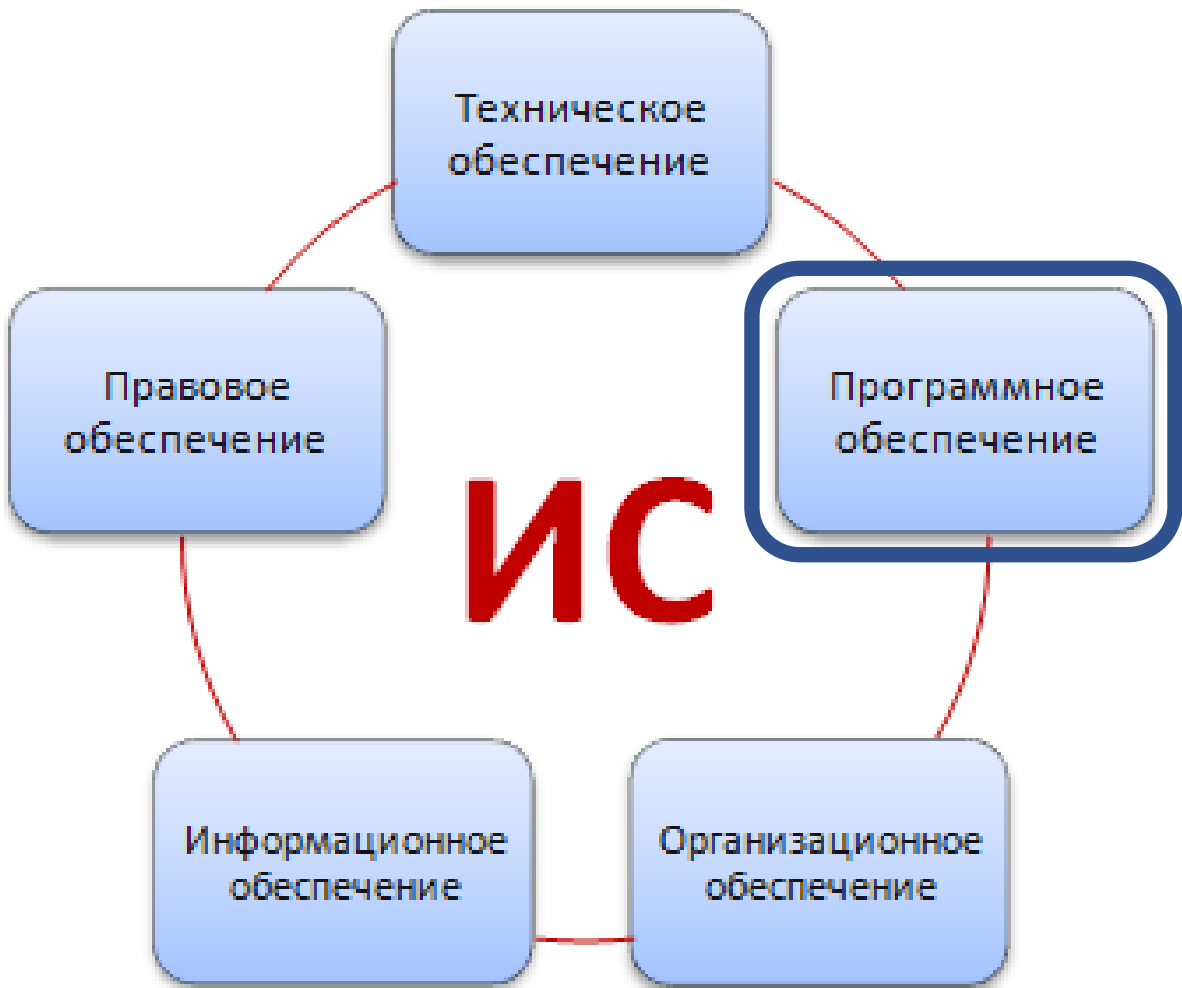 Техническое
обеспечение
Правовое
обеспечение
Программное
обеспечение
ИС
Информационное
обеспечение
Организационное
обеспечение